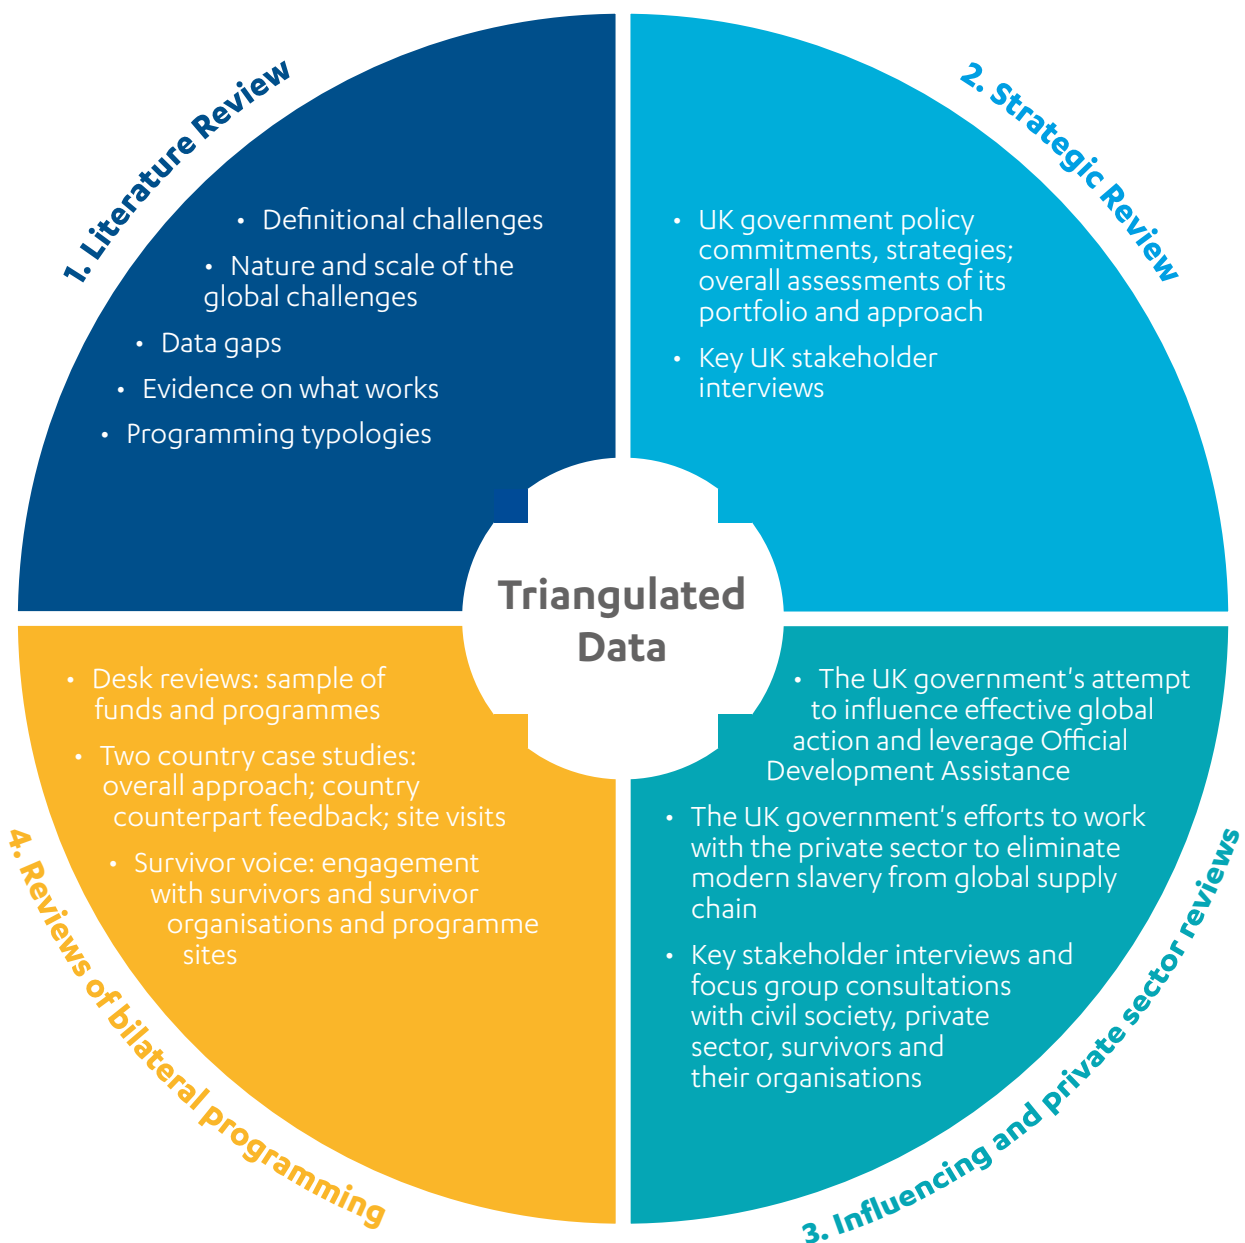 1. Literature Review
• Definitional challenges
• Nature and scale of the
global challenges
• Data gaps
• Evidence on what works
• Programming typologies
2. Strategic Review
• UK government policy
commitments, strategies;
overall assessments of its
portfolio and approach
• Key UK stakeholder
interviews
Triangulated
Data
• The UK government's attempt
to influence effective global
action and leverage Official
Development Assistance
• The UK government's efforts to work
with the private sector to eliminate
modern slavery from global supply
chain
• Key stakeholder interviews and
focus group consultations
with civil society, private
sector, survivors and
their organisations
3. Influencing and private sector reviews
• Desk reviews: sample of
funds and programmes
• Two country case studies:
overall approach; country
counterpart feedback; site visits
• Survivor voice: engagement
with survivors and survivor
organisations and programme
sites
4. Reviews of bilateral programming